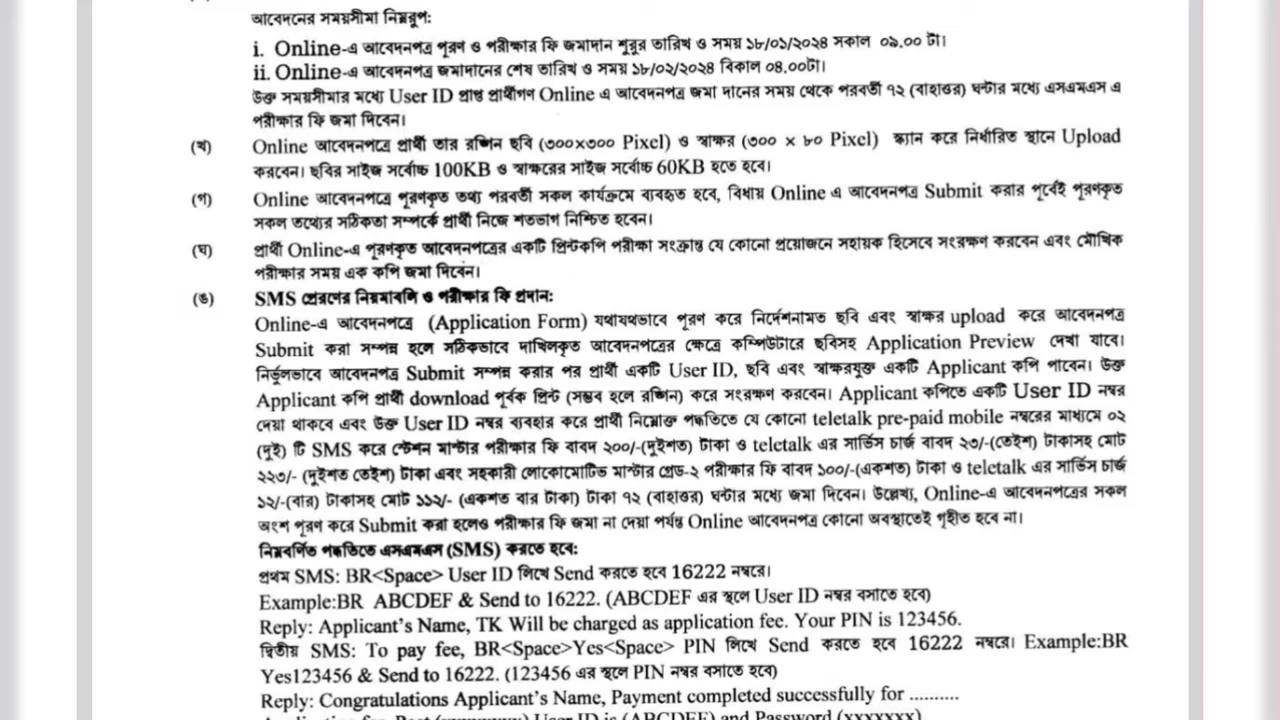 আবেদনের সময়সীমা নিম্নরূপ:
i. Online-এ আবেদনপত্র পূরণ ও পরীক্ষার ফি জমাদান শুরুর তারিখ ও সময় ১৮/০১/২০২৪ সকাল ০৯.০০ টা।
ii. Online-এ আবেদনপত্র জমাদানের শেষ তারিখ ও সময় ১৮/০২/২০২৪ বিকাল ০৪.০০টা।
উক্ত সময়সীমার মধ্যে User ID প্রাপ্ত প্রার্থীগণ Online এ আবেদনপত্র জমা দানের সময় থেকে পরবর্তী ৭২ (বাহাত্তর) ঘন্টার মধ্যে এসএমএস এ
পরীক্ষার ফি জমা দিবেন।
(খ) Online আবেদনপত্রে প্রার্থী তার রঙ্গিন ছবি (৩০০×৩০০ Pixel) ও স্বাক্ষর (৩০০ × ৮০ Pixel) স্ক্যান করে নির্ধারিত স্থানে Upload
করবেন। ছবির সাইজ সর্বোচ্চ 100KB ও স্বাক্ষরের সাইজ সর্বোচ্চ 60KB হতে হবে।
(গ) Online আবেদনপত্রে পূরণকৃত তথ্য পরবর্তী সকল কার্যক্রমে ব্যবহৃত হবে, বিধায় Online এ আবেদনপত্র Submit করার পূর্বেই পূরণকৃত
সকল তথ্যের সঠিকতা সম্পর্কে প্রার্থী নিজে শতভাগ নিশ্চিত হবেন।
(ঘ) প্রার্থী Online-এ পূরণকৃত আবেদনপত্রের একটি প্রিন্টকপি পরীক্ষা সংক্রান্ত যে কোনো প্রয়োজনে সহায়ক হিসেবে সংরক্ষণ করবেন এবং মৌখিক
পরীক্ষার সময় এক কপি জমা দিবেন।
(ঙ) SMS প্রেরণের নিয়মাবলি ও পরীক্ষার ফি প্রদান:
Online-এ আবেদনপত্রে (Application Form) যথাযথভাবে পূরণ করে নির্দেশনামত ছবি এবং স্বাক্ষর upload করে আবেদনপত্র
Submit করা সম্পন্ন হলে সঠিকভাবে দাখিলকৃত আবেদনপত্রের ক্ষেত্রে কম্পিউটারে ছবিসহ Application Preview দেখা যাবে।
নির্ভুলভাবে আবেদনপত্র Submit সম্পন্ন করার পর প্রার্থী একটি User ID, ছবি এবং স্বাক্ষরযুক্ত একটি Applicant কপি পাবেন। উক্ত
Applicant কপি প্রার্থী download পূর্বক প্রিন্ট (সম্ভব হলে রঙ্গিন) করে সংরক্ষণ করবেন। Applicant কপিতে একটি User ID নম্বর
দেয়া থাকবে এবং উক্ত User ID নম্বর ব্যবহার করে প্রার্থী নিম্নোক্ত পদ্ধতিতে যে কোনো teletalk pre-paid mobile নম্বরের মাধ্যমে ০২
(দুই) টি SMS করে স্টেশন মাস্টার পরীক্ষার ফি বাবদ ২০০/-(দুইশত) টাকা ও teletalk এর সার্ভিস চার্জ বাবদ ২৩/-(তেইশ) টাকাসহ মোট
২২৩/- (দুইশত তেইশ) টাকা এবং সহকারী লোকোমোটিভ মাস্টার গ্রেড-২ পরীক্ষার ফি বাবদ ১০০/-(একশত) টাকা ও teletalk এর সার্ভিস চার্জ
১২/-(বার) টাকাসহ মোট ১১২/- (একশত বার টাকা) টাকা ৭২ (বাহাত্তর) ঘন্টার মধ্যে জমা দিবেন। উল্লেখ্য, Online-এ আবেদনপত্রের সকল
অংশ পূরণ করে Submit করা হলেও পরীক্ষার ফি জমা না দেয়া পর্যন্ত Online আবেদনপত্র কোনো অবস্থাতেই গৃহীত হবে না।
নিম্নবর্ণিত পদ্ধতিতে এসএমএস (SMS) করতে হবে:
প্রথম SMS: BR<Space> User ID লিখে Send করতে হবে 16222 নম্বরে।
Example:BR ABCDEF & Send to 16222. (ABCDEF এর স্থলে User ID নম্বর বসাতে হবে)
Reply: Applicant's Name, TK Will be charged as application fee. Your PIN is 123456.
দ্বিতীয় SMS: To pay fee, BR<Space>Yes<Space> PIN লিখে Send করতে হবে 16222 নম্বরে। Example:BR
Yes123456 & Send to 16222. (123456 এর স্থলে PIN নম্বর বসাতে হবে)
Reply: Congratulations Applicant's Name, Payment completed successfully for ..........
User ID is (ABCDEF) and Password (xxxxxxx)